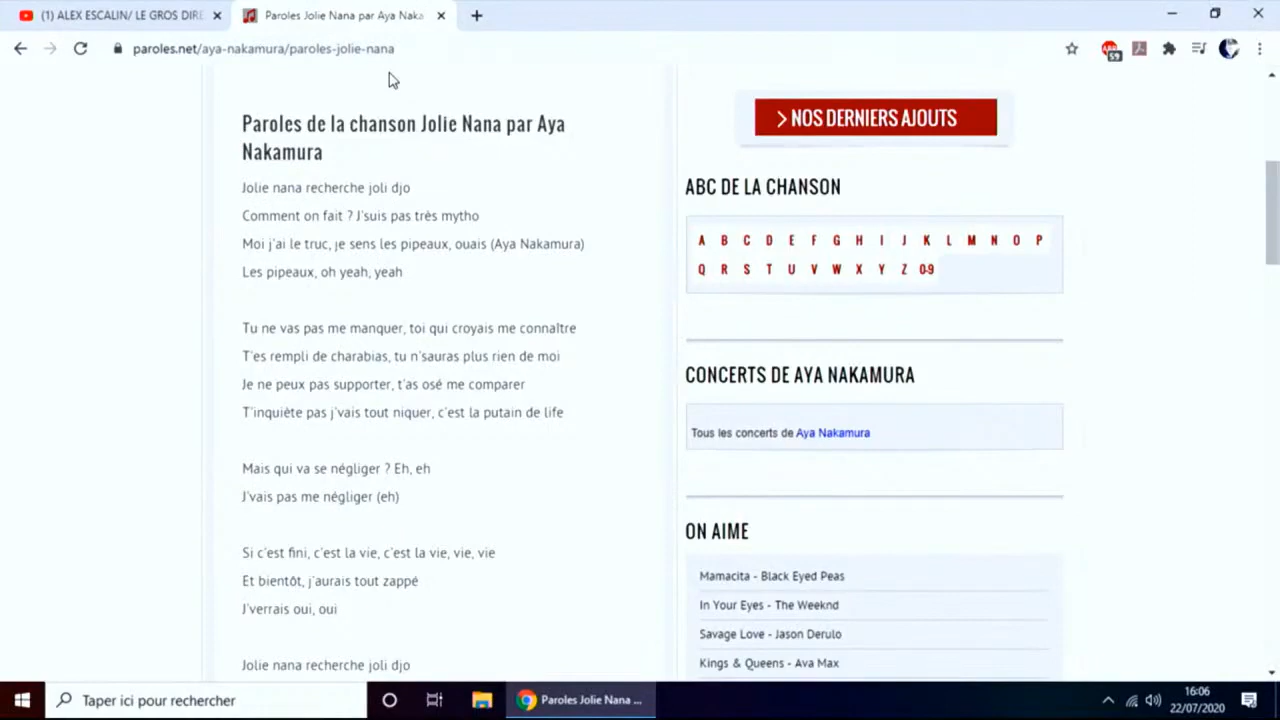 (1) ALEX ESCALIN/ LE GROS DIRE
Paroles Jolie Nana par Aya Naka
paroles.net/aya-nakamura/paroles-jolie-nana
59
Paroles de la chanson Jolie Nana par Aya
Nakamura
Jolie nana recherche joli djo
Comment on fait ? J'suis pas très mytho
Moi j'ai le truc, je sens les pipeaux, ouais (Aya Nakamura)
Les pipeaux, oh yeah, yeah
Tu ne vas pas me manquer, toi qui croyais me connaître
T'es rempli de charabias, tu n'sauras plus rien de moi
Je ne peux pas supporter, t'as osé me comparer
T'inquiète pas j'vais tout niquer, c'est la putain de life
Mais qui va se négliger ? Eh, eh
J'vais pas me négliger (eh)
Si c'est fini, c'est la vie, c'est la vie, vie, vie
Et bientôt, j'aurais tout zappé
J'verrais oui, oui
Jolie nana recherche joli djo
> NOS DERNIERS AJOUTS
ABC DE LA CHANSON
A B C D E F G H I J K L M N O P
Q R S T U V W X Y Z 0-9
CONCERTS DE AYA NAKAMURA
Tous les concerts de Aya Nakamura
ON AIME
Mamacita - Black Eyed Peas
In Your Eyes - The Weeknd
Savage Love - Jason Derulo
Kings & Queens - Ava Max
Taper ici pour rechercher
Paroles Jolie Nana ...
16:06
22/07/2020